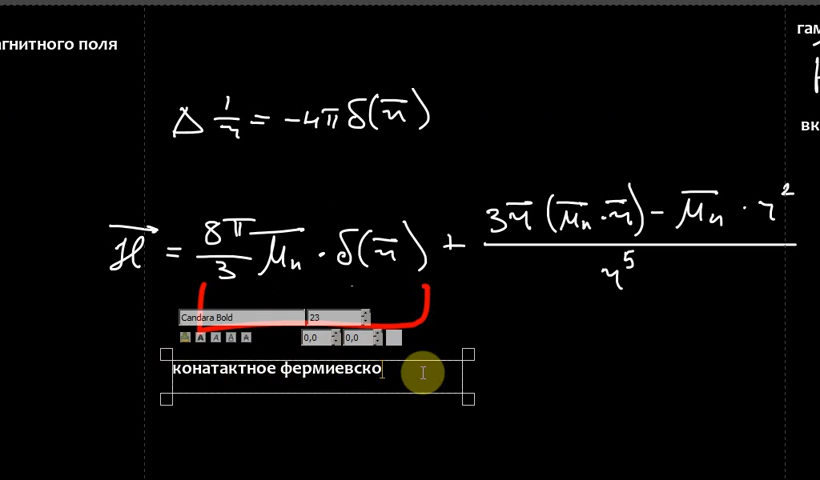 гам
агнитного поля
Δ 1/r = -4π δ(r̄)
вк
H⃗ = 8π/3 μ̄ₙ · δ(r̄) + (3r̄ (μ̄ₙ · r̄) - μ̄ₙ · r²) / r⁵
Candara Bold 23
A A A A A 0,0 0,0
конатактное фермиевско